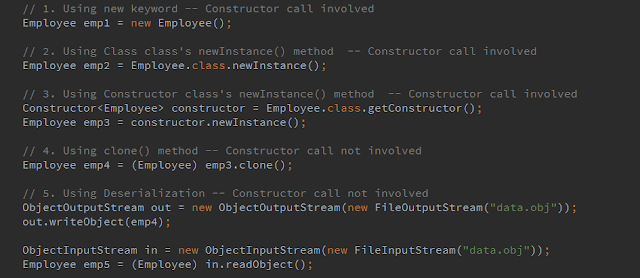 // 1. Using new keyword -- Constructor call involved
Employee emp1 = new Employee();
// 2. Using Class class's newInstance() method  -- Constructor call involved
Employee emp2 = Employee.class.newInstance();
// 3. Using Constructor class's newInstance() method  -- Constructor call involved
Constructor<Employee> constructor = Employee.class.getConstructor();
Employee emp3 = constructor.newInstance();
// 4. Using clone() method -- Constructor call not involved
Employee emp4 = (Employee) emp3.clone();
// 5. Using Deserialization -- Constructor call not involved
ObjectOutputStream out = new ObjectOutputStream(new FileOutputStream("data.obj"));
out.writeObject(emp4);
ObjectInputStream in = new ObjectInputStream(new FileInputStream("data.obj"));
Employee emp5 = (Employee) in.readObject();